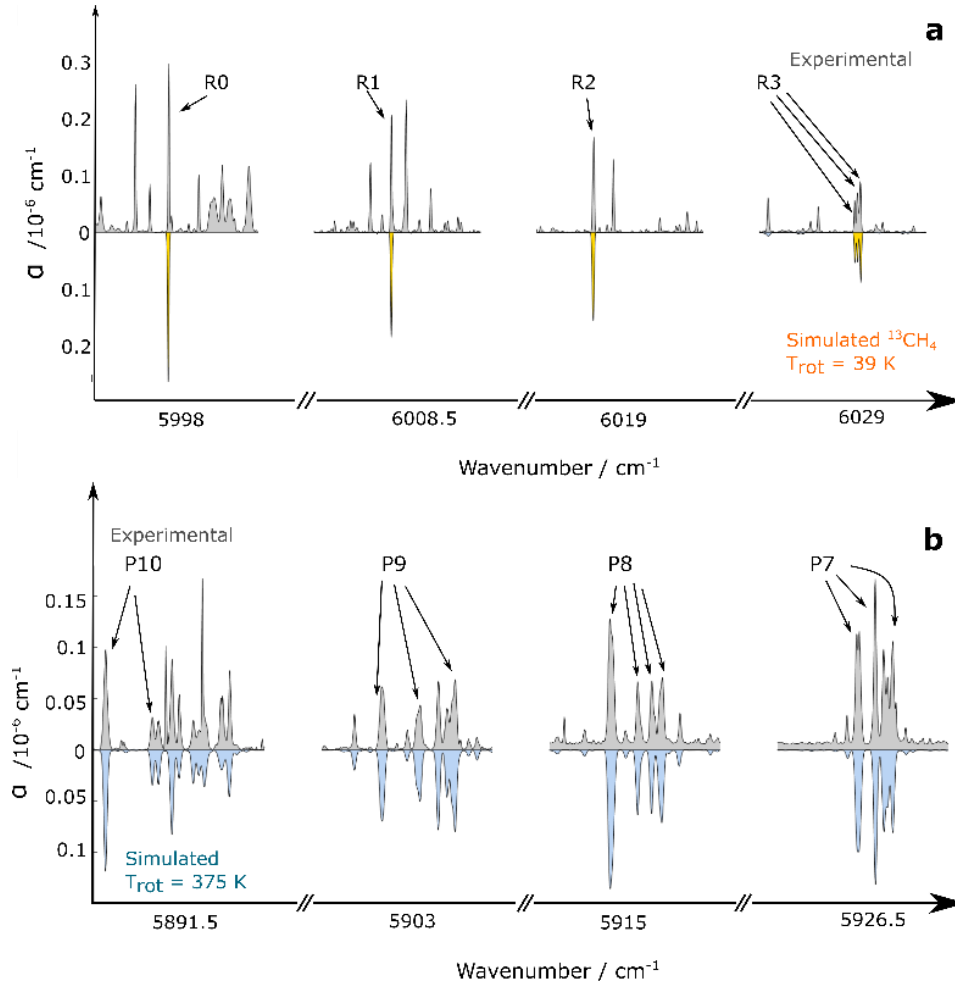 a
Experimental
0.3
0.2
0.1
0
0.1
0.2
α /10⁻⁶ cm⁻¹
R0
R1
R2
R3
Simulated ¹³CH₄
Trot = 39 K
5998
6008.5
6019
6029
Wavenumber / cm⁻¹
b
Experimental
P10
P9
P8
P7
0.15
0.1
0.05
0
0.05
0.1
α /10⁻⁶ cm⁻¹
Simulated
Trot = 375 K
5891.5
5903
5915
5926.5
Wavenumber / cm⁻¹